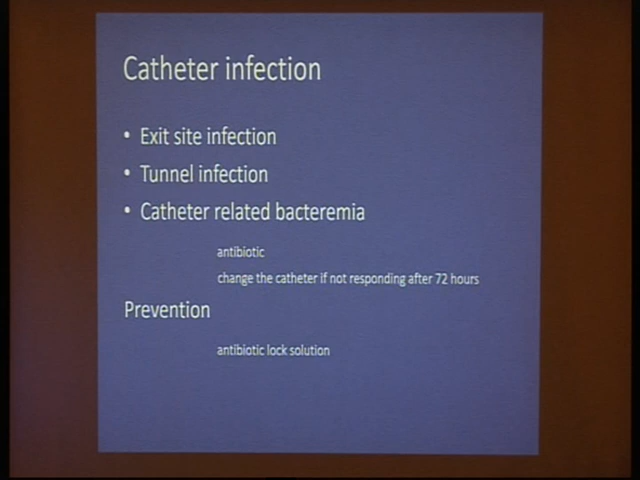 Catheter infection
• Exit site infection
• Tunnel infection
• Catheter related bacteremia
antibiotic
change the catheter if not responding after 72 hours
Prevention
antibiotic lock solution